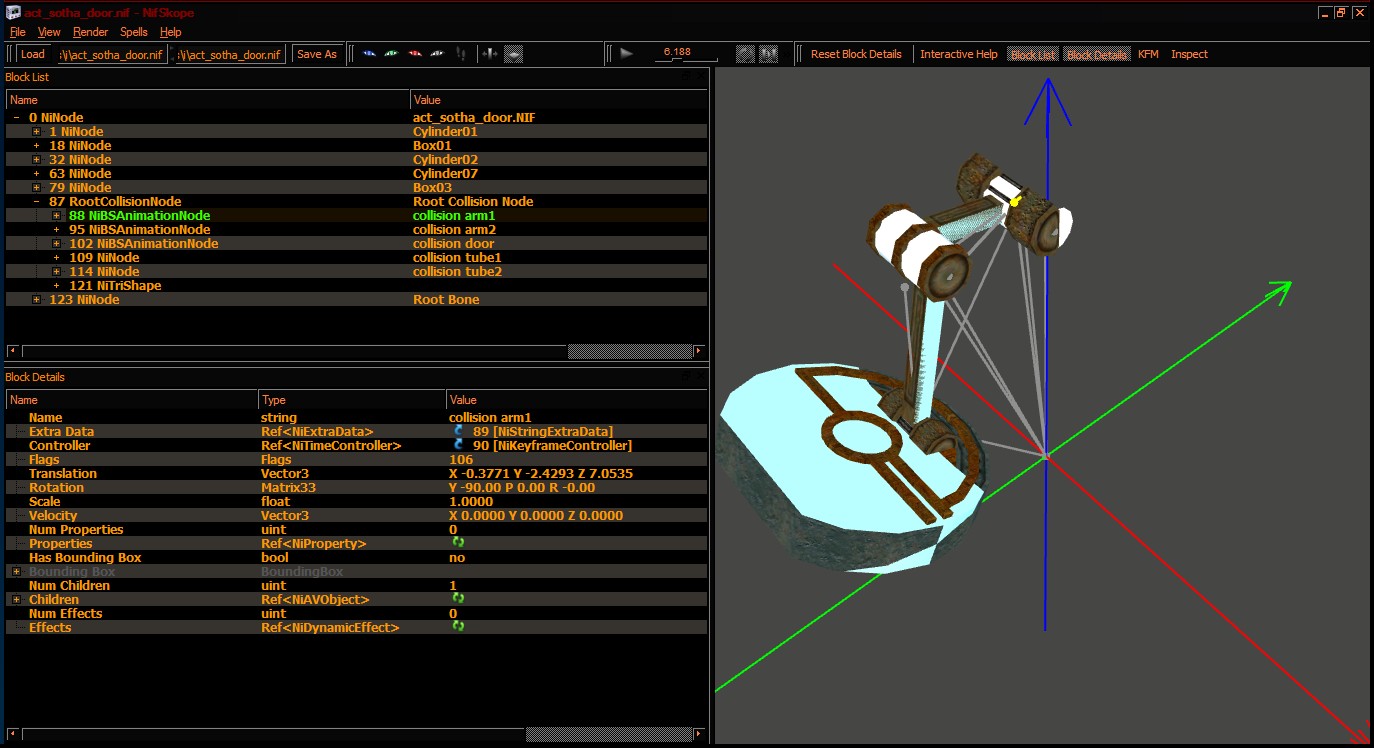 act_sotha_door.nif - NifSkope
File View Render Spells Help
Load ;\i\act_sotha_door.nif ;\i\act_sotha_door.nif Save As 6.188 Reset Block Details Interactive Help Block List Block Details KFM Inspect
Block List
Name Value
0 NiNode act_sotha_door.NIF
1 NiNode Cylinder01
18 NiNode Box01
32 NiNode Cylinder02
63 NiNode Cylinder07
79 NiNode Box03
87 RootCollisionNode Root Collision Node
88 NiBSAnimationNode collision arm1
95 NiBSAnimationNode collision arm2
102 NiBSAnimationNode collision door
109 NiNode collision tube1
114 NiNode collision tube2
121 NiTriShape
123 NiNode Root Bone
Block Details
Name Type Value
Name string collision arm1
Extra Data Ref<NiExtraData> 89 [NiStringExtraData]
Controller Ref<NiTimeController> 90 [NiKeyframeController]
Flags Flags 106
Translation Vector3 X -0.3771 Y -2.4293 Z 7.0535
Rotation Matrix33 Y -90.00 P 0.00 R -0.00
Scale float 1.0000
Velocity Vector3 X 0.0000 Y 0.0000 Z 0.0000
Num Properties uint 0
Properties Ref<NiProperty>
Has Bounding Box bool no
Bounding Box BoundingBox
Num Children uint 1
Children Ref<NiAVObject>
Num Effects uint 0
Effects Ref<NiDynamicEffect>